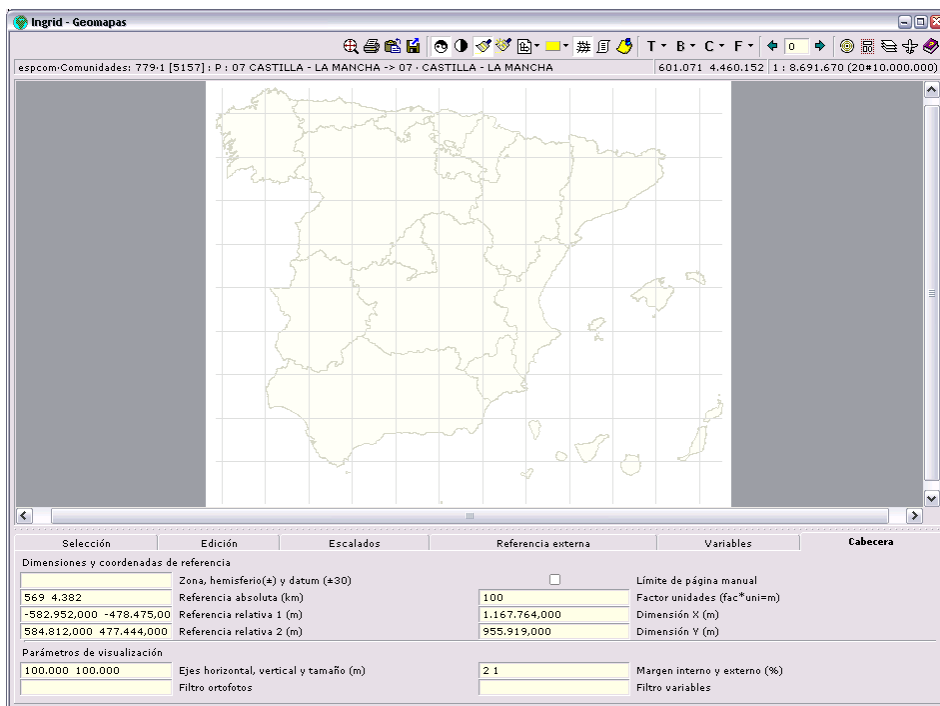 Ingrid - Geomapas
T B C F 0
espcom·Comunidades: 779·1 [5157] : P : 07 CASTILLA - LA MANCHA -> 07 · CASTILLA - LA MANCHA 601.071 4.460.152 1 : 8.691.670 (20#10.000.000)
Selección Edición Escalados Referencia externa Variables Cabecera
Dimensiones y coordenadas de referencia
Zona, hemisferio(±) y datum (±30) Límite de página manual
569 4.382 Referencia absoluta (km) 100 Factor unidades (fac*uni=m)
-582.952,000 -478.475,00 Referencia relativa 1 (m) 1.167.764,000 Dimensión X (m)
584.812,000 477.444,000 Referencia relativa 2 (m) 955.919,000 Dimensión Y (m)
Parámetros de visualización
100.000 100.000 Ejes horizontal, vertical y tamaño (m) 2 1 Margen interno y externo (%)
Filtro ortofotos Filtro variables